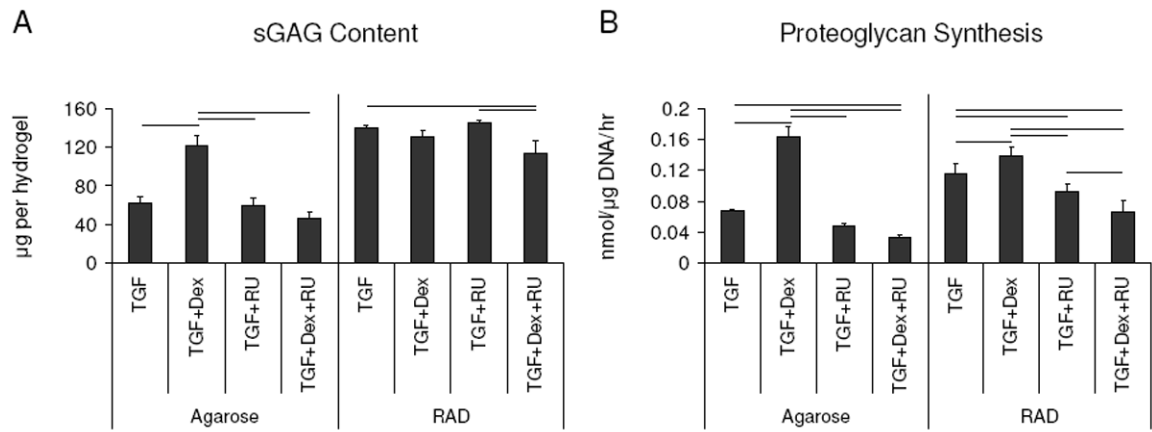 A
sGAG Content
µg per hydrogel
160
120
80
40
0
TGF
TGF+Dex
TGF+RU
TGF+Dex+RU
TGF
TGF+Dex
TGF+RU
TGF+Dex+RU
Agarose
RAD
B
Proteoglycan Synthesis
nmol/µg DNA/hr
0.2
0.16
0.12
0.08
0.04
0
TGF
TGF+Dex
TGF+RU
TGF+Dex+RU
TGF
TGF+Dex
TGF+RU
TGF+Dex+RU
Agarose
RAD